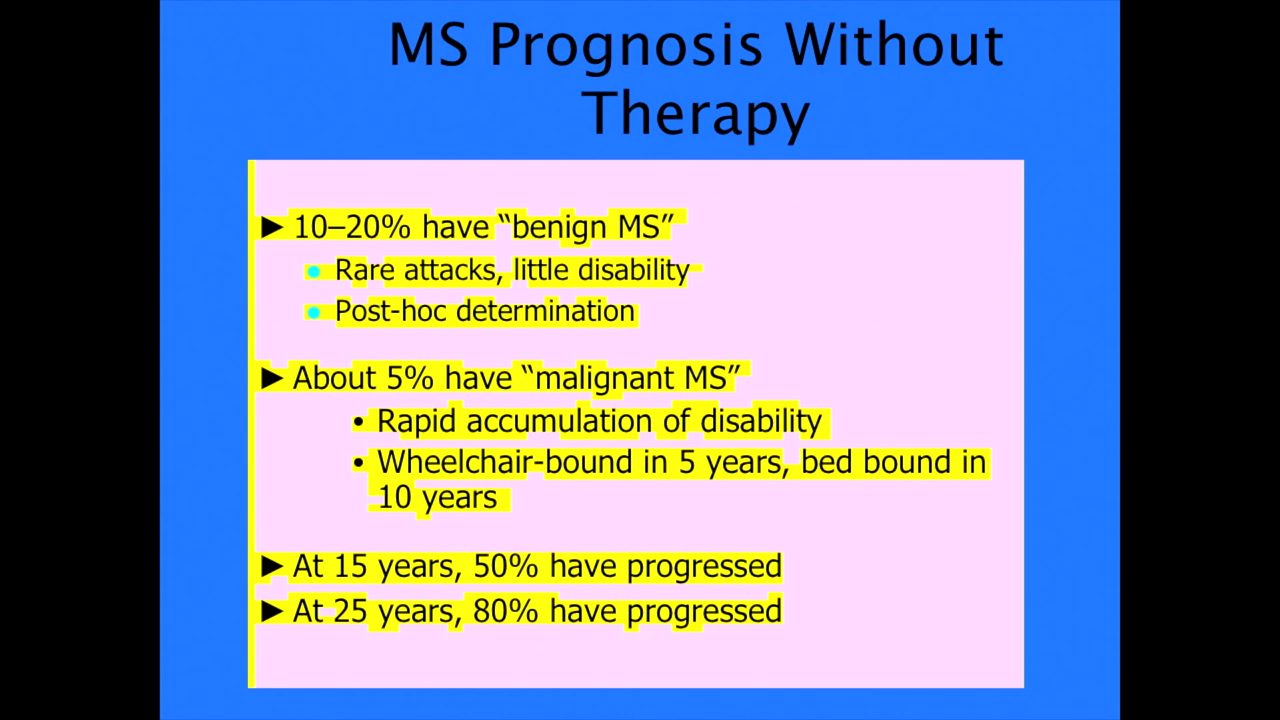 MS Prognosis Without
Therapy
► 10–20% have “benign MS”
• Rare attacks, little disability
• Post-hoc determination
► About 5% have “malignant MS”
• Rapid accumulation of disability
• Wheelchair-bound in 5 years, bed bound in
10 years
► At 15 years, 50% have progressed
► At 25 years, 80% have progressed